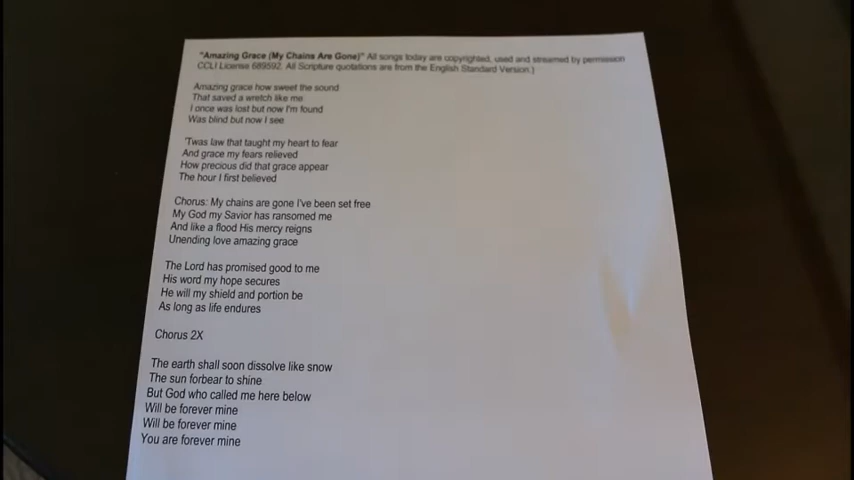 "Amazing Grace (My Chains Are Gone)" All songs today are copyrighted, used and streamed by permission
CCLI License 689592. All Scripture quotations are from the English Standard Version.)
Amazing grace how sweet the sound
That saved a wretch like me
I once was lost but now I'm found
Was blind but now I see
'Twas law that taught my heart to fear
And grace my fears relieved
How precious did that grace appear
The hour I first believed
Chorus: My chains are gone I've been set free
My God my Savior has ransomed me
And like a flood His mercy reigns
Unending love amazing grace
The Lord has promised good to me
His word my hope secures
He will my shield and portion be
As long as life endures
Chorus 2X
The earth shall soon dissolve like snow
The sun forbear to shine
But God who called me here below
Will be forever mine
Will be forever mine
You are forever mine